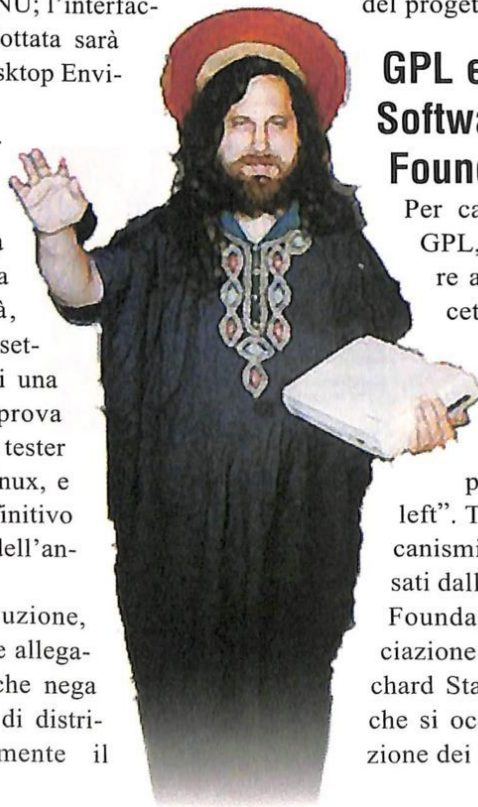 NU; l'interfac-
ottata sarà
sktop Envi-
a
a
à,
set-
i una
prova
tester
nux, e
finitivo
dell'an-
uzione,
e allega-
che nega
di distri-
mente il
del proget
GPL e
Softwa
Foun
Per ca
GPL,
re a
cet
p
left". T
canismi
sati dall
Founda
ciazione
chard Sta
che si oc
zione dei